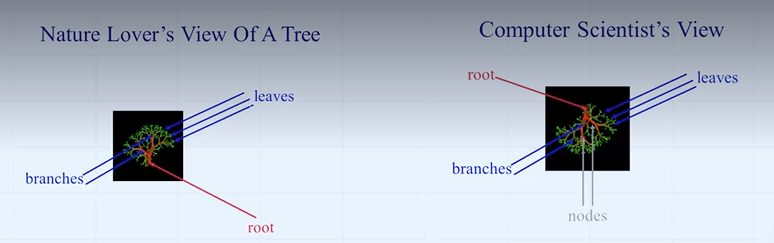 Nature Lover's View Of A Tree
leaves
branches
root
Computer Scientist's View
root
leaves
branches
nodes